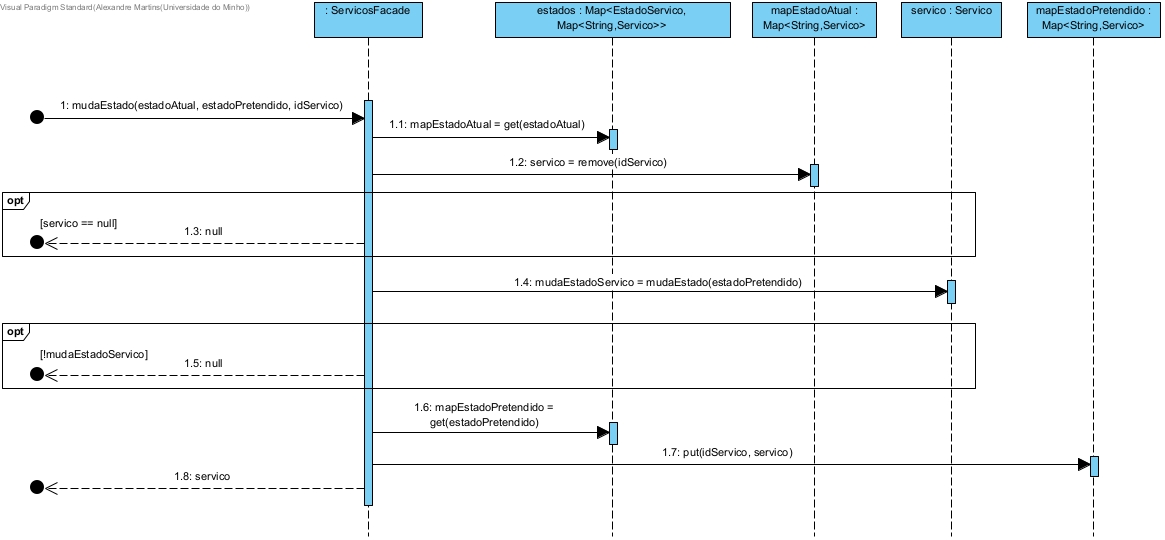 Visual Paradigm Standard(Alexandre Martins(Universidade do Minho))
: ServicosFacade
estados : Map<EstadoServico,
Map<String,Servico>>
mapEstadoAtual :
Map<String,Servico>
servico : Servico
mapEstadoPretendido :
Map<String,Servico>
1: mudaEstado(estadoAtual, estadoPretendido, idServico)
1.1: mapEstadoAtual = get(estadoAtual)
1.2: servico = remove(idServico)
opt
[servico == null]
1.3: null
1.4: mudaEstadoServico = mudaEstado(estadoPretendido)
opt
[!mudaEstadoServico]
1.5: null
1.6: mapEstadoPretendido =
get(estadoPretendido)
1.7: put(idServico, servico)
1.8: servico